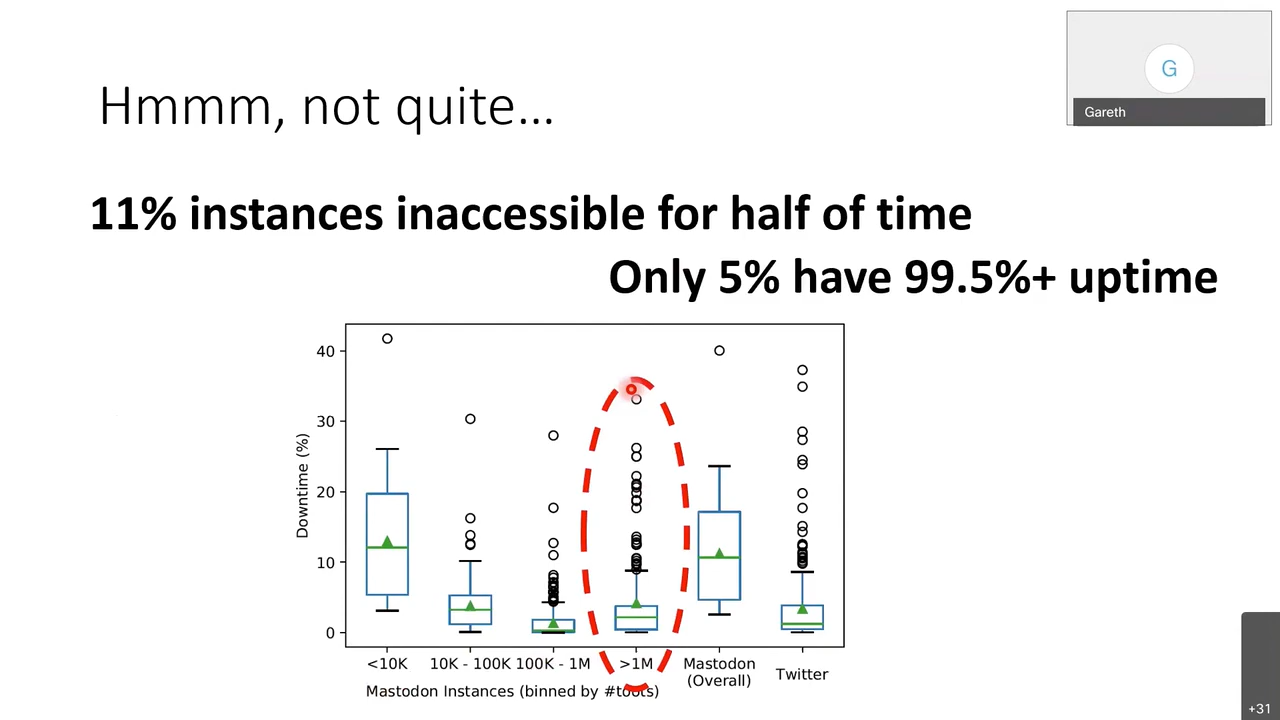 G
Gareth
Hmmm, not quite...
11% instances inaccessible for half of time
Only 5% have 99.5%+ uptime
40
30
20
10
0
Downtime (%)
<10K 10K - 100K 100K - 1M >1M Mastodon (Overall) Twitter
Mastodon Instances (binned by #toots)
+31